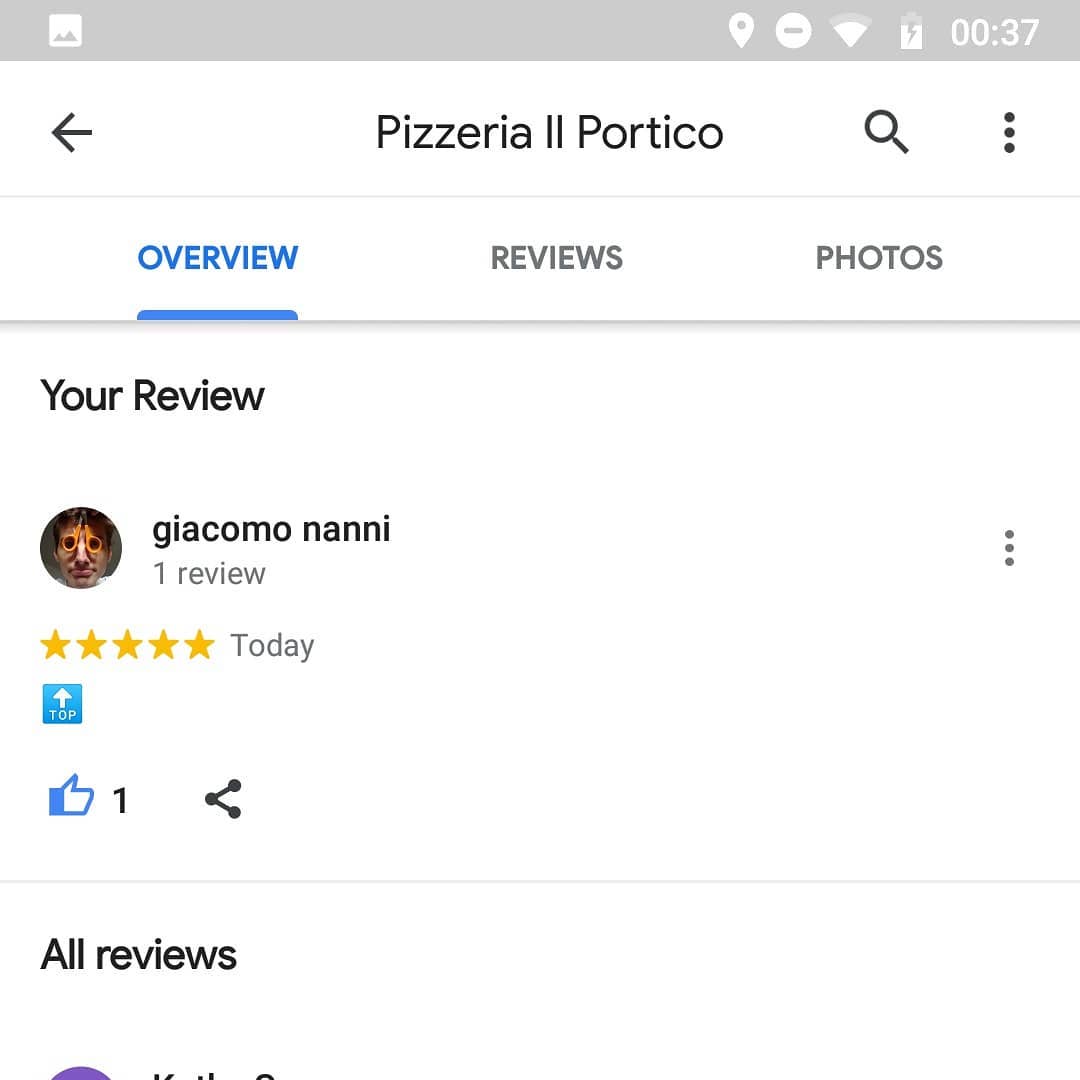 00:37
Pizzeria Il Portico
OVERVIEW REVIEWS PHOTOS
Your Review
giacomo nanni
1 review
Today
TOP
1
All reviews